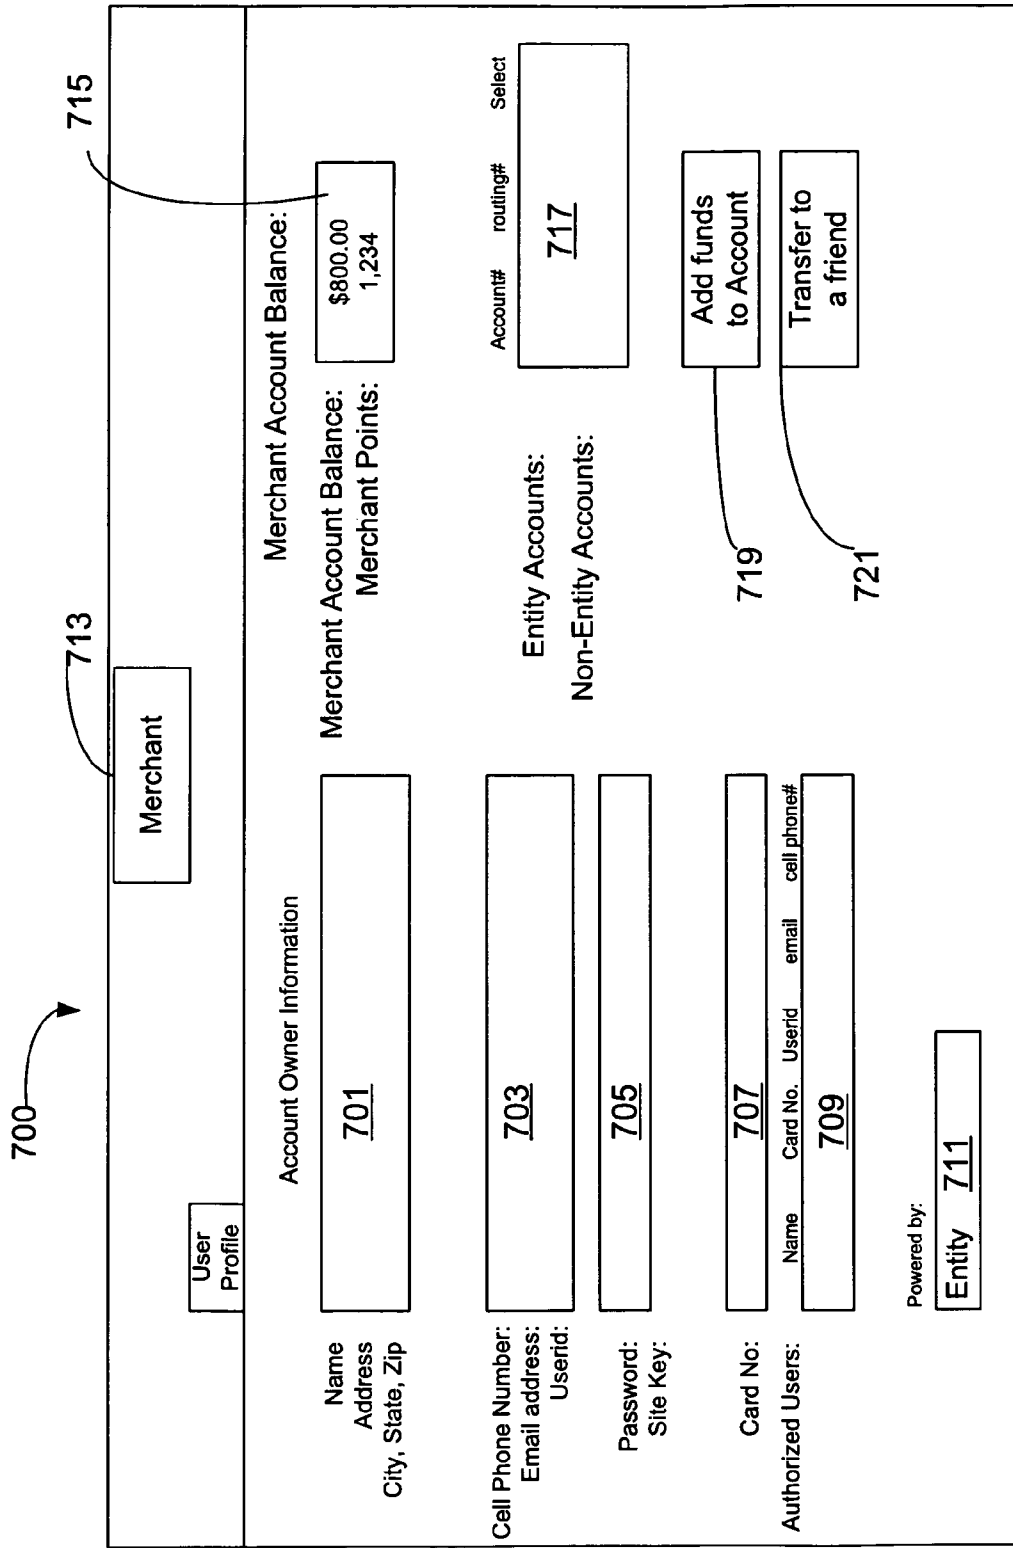 700
713
715
Merchant
User
Profile
Account Owner Information
Merchant Account Balance:
Name
Address
City, State, Zip
701
Merchant Account Balance:
Merchant Points:
$800.00
1,234
Cell Phone Number:
Email address:
Userid:
703
Account# routing# Select
Entity Accounts:
Non-Entity Accounts:
717
Password:
Site Key:
705
Card No:
707
719
Add funds
to Account
Name Card No. Userid email cell phone#
Authorized Users:
709
721
Transfer to
a friend
Powered by:
Entity 711